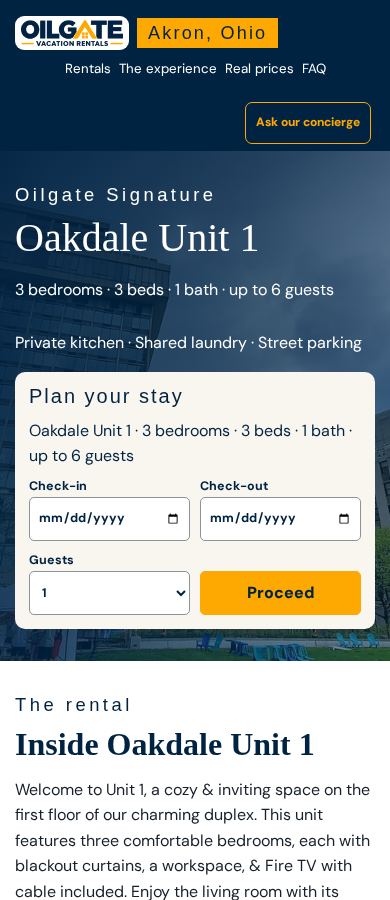 OILGATE
VACATION RENTALS
Akron, Ohio
Rentals The experience Real prices FAQ
Ask our concierge
Oilgate Signature
Oakdale Unit 1
3 bedrooms · 3 beds · 1 bath · up to 6 guests
Private kitchen · Shared laundry · Street parking
Plan your stay
Oakdale Unit 1 · 3 bedrooms · 3 beds · 1 bath ·
up to 6 guests
Check-in Check-out
mm/dd/yyyy mm/dd/yyyy
Guests
1 Proceed
The rental
Inside Oakdale Unit 1
Welcome to Unit 1, a cozy & inviting space on the
first floor of our charming duplex. This unit
features three comfortable bedrooms, each with
blackout curtains, a workspace, & Fire TV with
cable included. Enjoy the living room with its